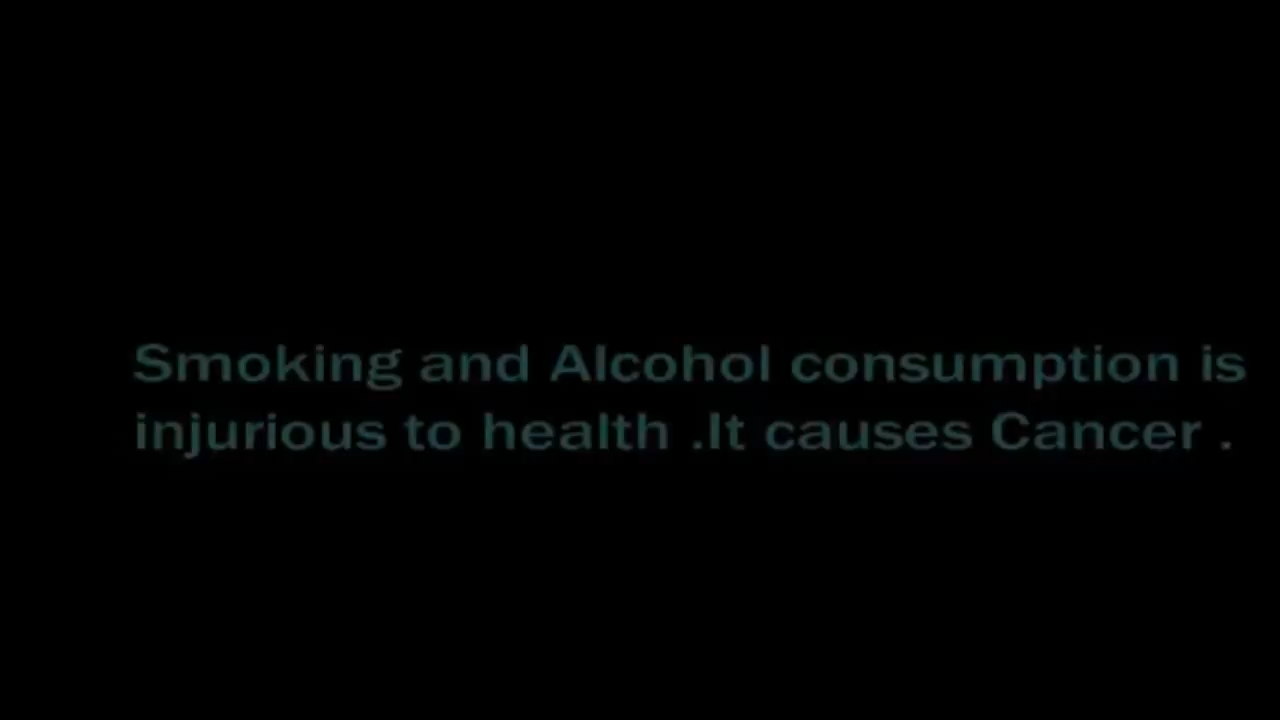 Smoking and Alcohol consumption is
injurious to health .It causes Cancer .